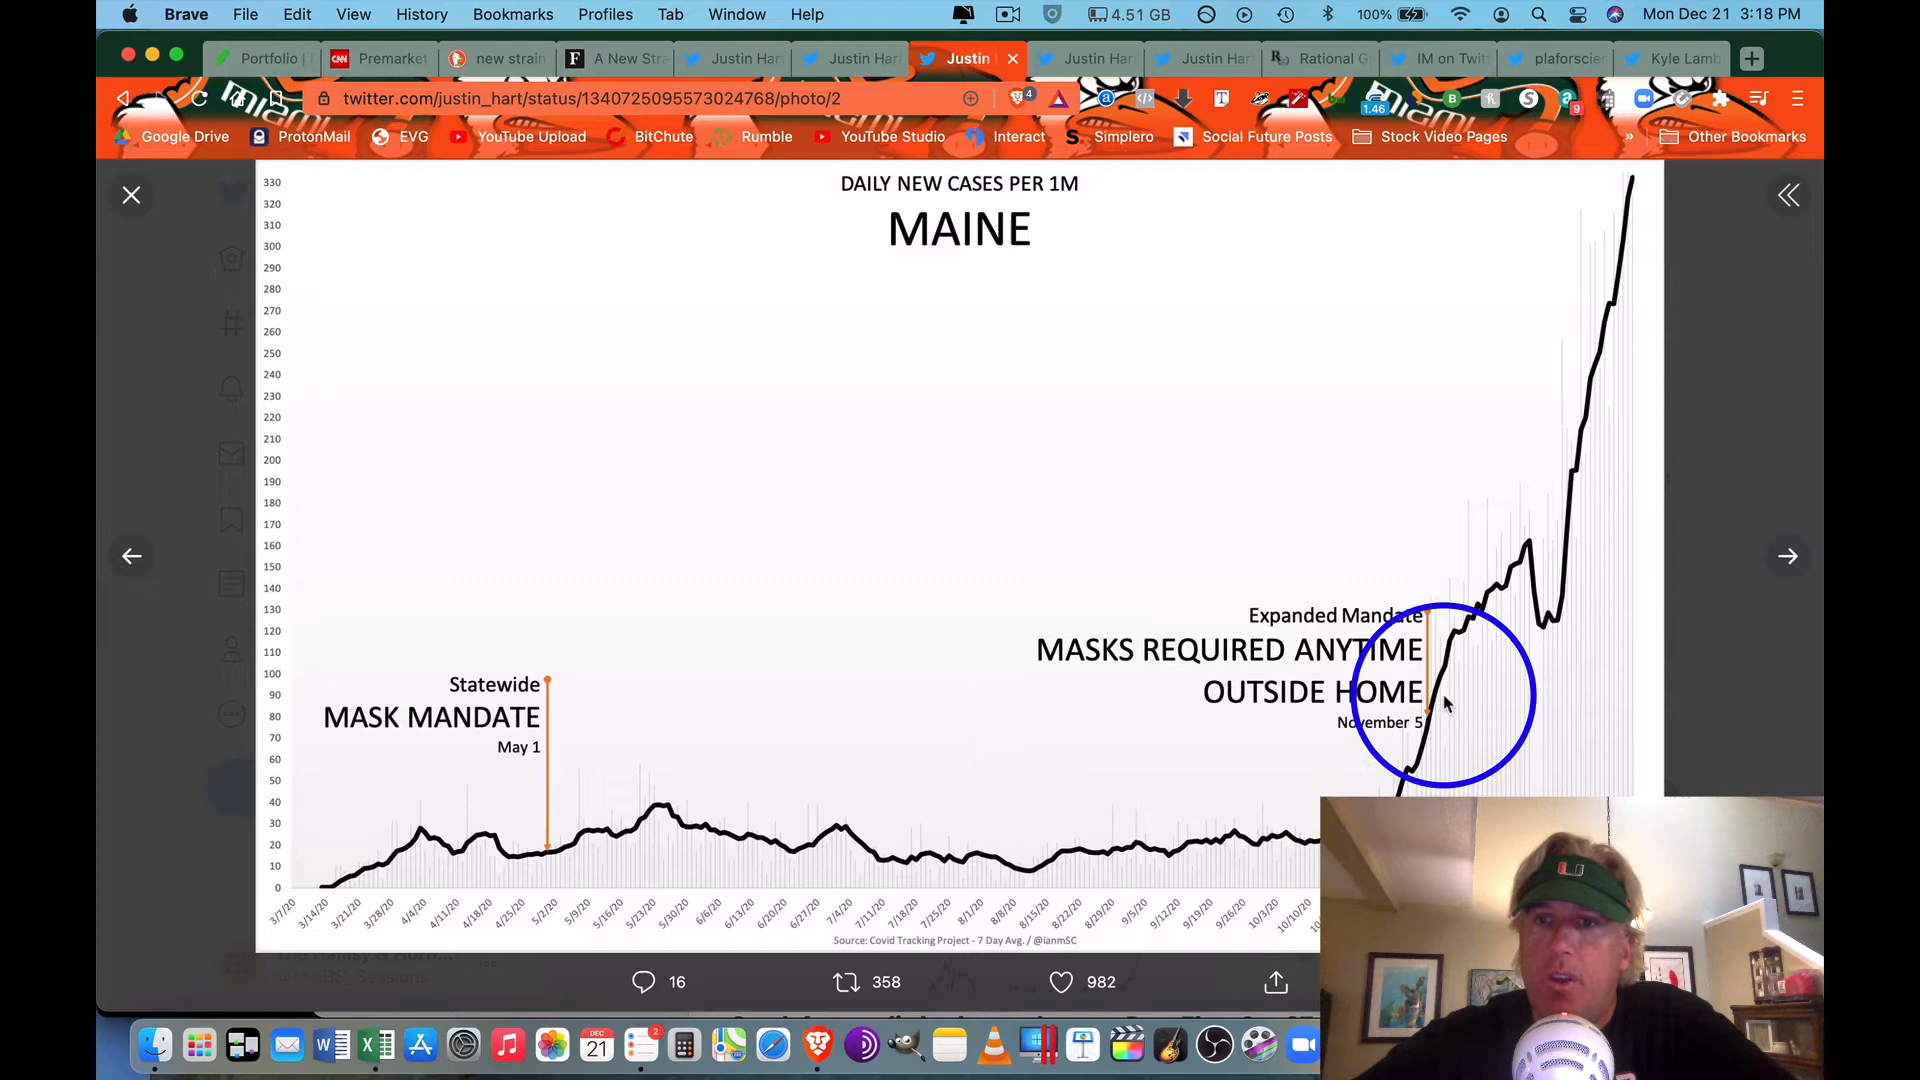 Brave File Edit View History Bookmarks Profiles Tab Window Help 4.51 GB 100% Mon Dec 21 3:18 PM
Portfolio | CNN Premarket new strain F A New Stra Justin Har Justin Har Justin Justin Har Justin Har Rational G IM on Twit plaforscier Kyle Lamb
twitter.com/justin_hart/status/1340725095573024768/photo/2 4 1.46 9
Google Drive ProtonMail EVG YouTube Upload BitChute Rumble YouTube Studio Interact Simplero Social Future Posts Stock Video Pages » Other Bookmarks
DAILY NEW CASES PER 1M
MAINE
330
320
310
300
290
280
270
260
250
240
230
220
210
200
190
180
170
160
150
140
130
120
110
100
90
80
70
60
50
40
30
20
10
0
Expanded Mandate
MASKS REQUIRED ANYTIME
OUTSIDE HOME
November 5
Statewide
MASK MANDATE
May 1
3/7/20 3/14/20 3/21/20 3/28/20 4/4/20 4/11/20 4/18/20 4/25/20 5/2/20 5/9/20 5/16/20 5/23/20 5/30/20 6/6/20 6/13/20 6/20/20 6/27/20 7/4/20 7/11/20 7/18/20 7/25/20 8/1/20 8/8/20 8/15/20 8/22/20 8/29/20 9/5/20 9/12/20 9/19/20 9/26/20 10/3/20 10/10/20
Source: Covid Tracking Project - 7 Day Avg. / @ianmSC
16 358 982
DEC
21
2